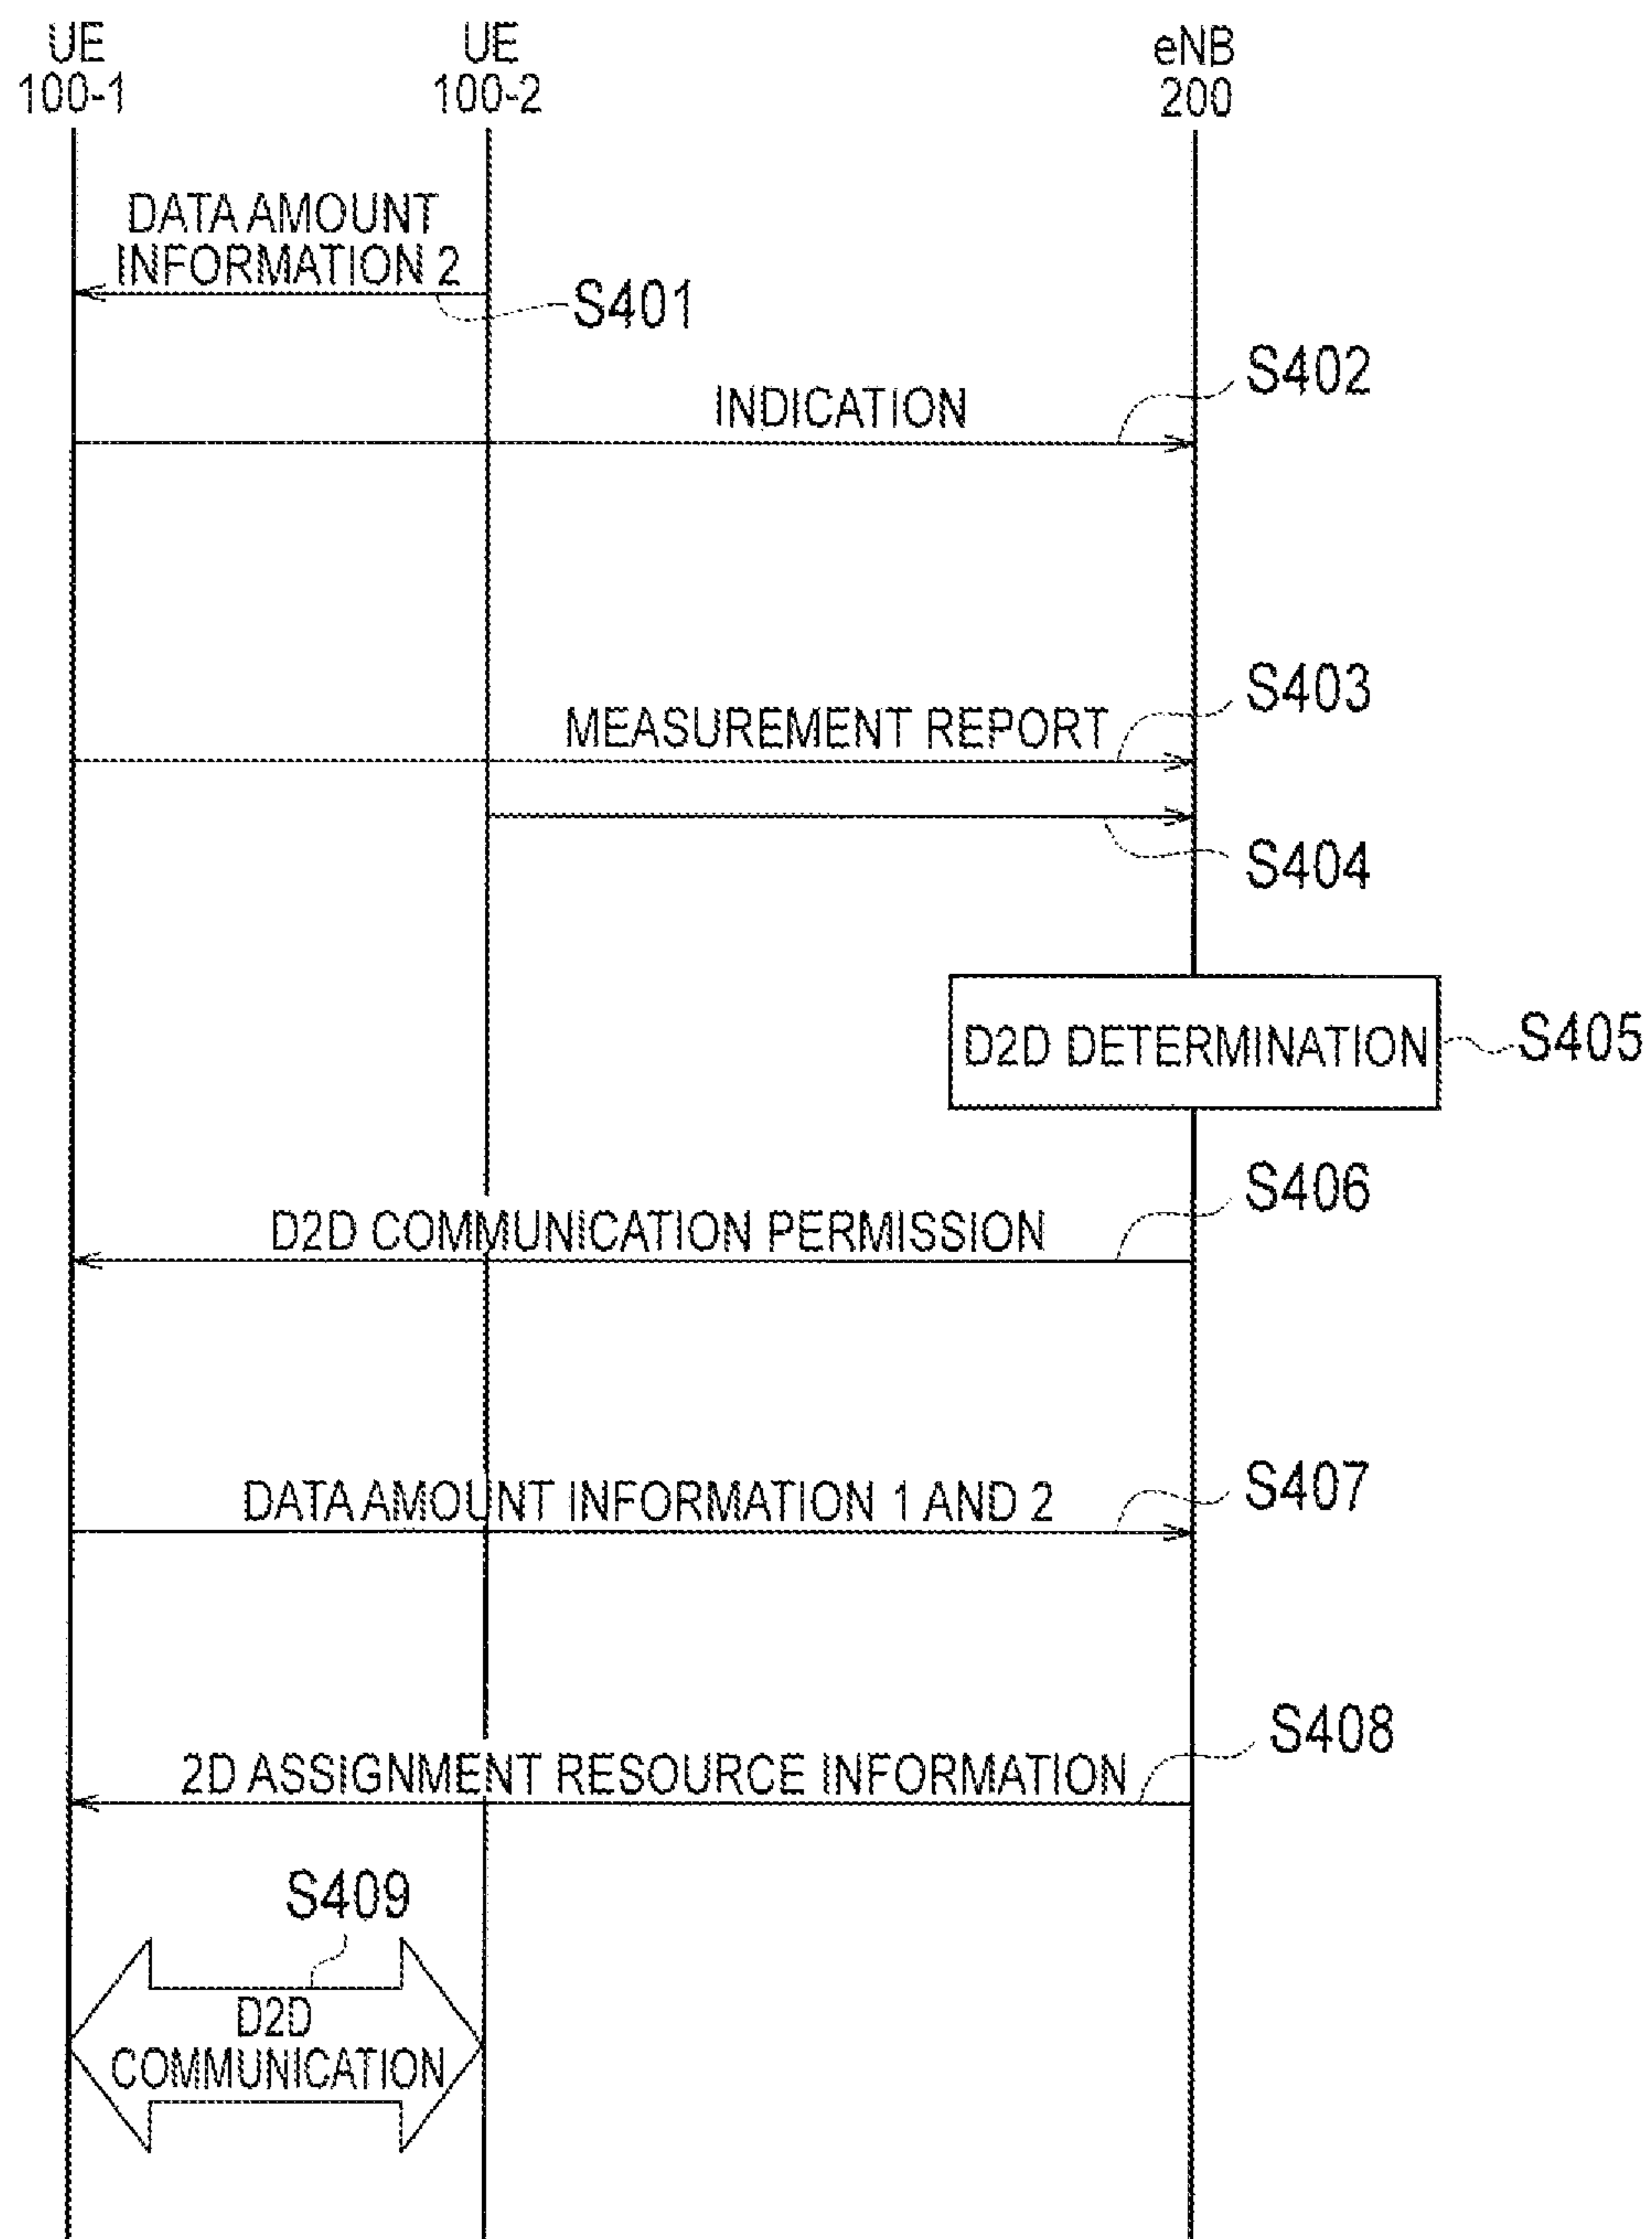 UE
100-1
UE
100-2
eNB
200
DATA AMOUNT
INFORMATION 2
S401
S402
INDICATION
S403
MEASUREMENT REPORT
S404
D2D DETERMINATION
S405
S406
D2D COMMUNICATION PERMISSION
S407
DATA AMOUNT INFORMATION 1 AND 2
S408
2D ASSIGNMENT RESOURCE INFORMATION
S409
D2D
COMMUNICATION